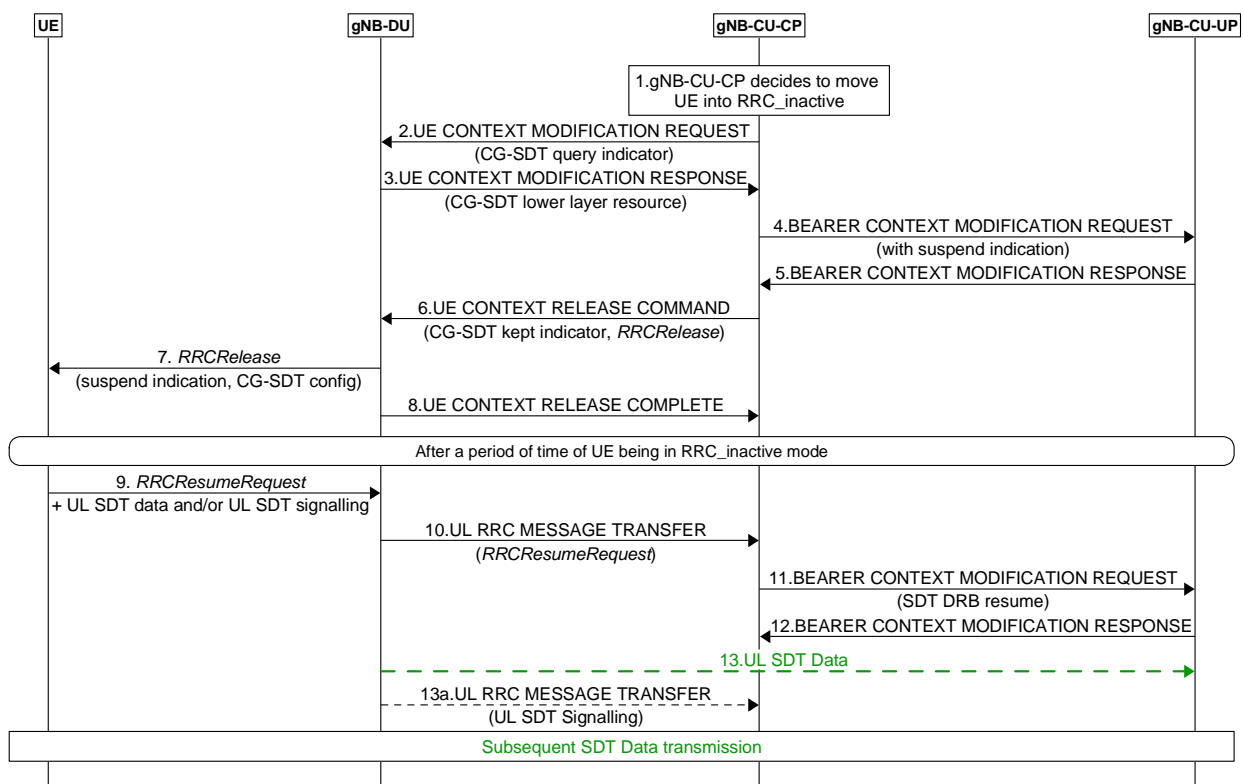 UE
gNB-DU
gNB-CU-CP
gNB-CU-UP
1.gNB-CU-CP decides to move
UE into RRC_inactive
2.UE CONTEXT MODIFICATION REQUEST
(CG-SDT query indicator)
3.UE CONTEXT MODIFICATION RESPONSE
(CG-SDT lower layer resource)
4.BEARER CONTEXT MODIFICATION REQUEST
(with suspend indication)
5.BEARER CONTEXT MODIFICATION RESPONSE
6.UE CONTEXT RELEASE COMMAND
(CG-SDT kept indicator, RRCRelease)
7. RRCRelease
(suspend indication, CG-SDT config)
8.UE CONTEXT RELEASE COMPLETE
After a period of time of UE being in RRC_inactive mode
9. RRCResumeRequest
+ UL SDT data and/or UL SDT signalling
10.UL RRC MESSAGE TRANSFER
(RRCResumeRequest)
11.BEARER CONTEXT MODIFICATION REQUEST
(SDT DRB resume)
12.BEARER CONTEXT MODIFICATION RESPONSE
13.UL SDT Data
13a.UL RRC MESSAGE TRANSFER
(UL SDT Signalling)
Subsequent SDT Data transmission